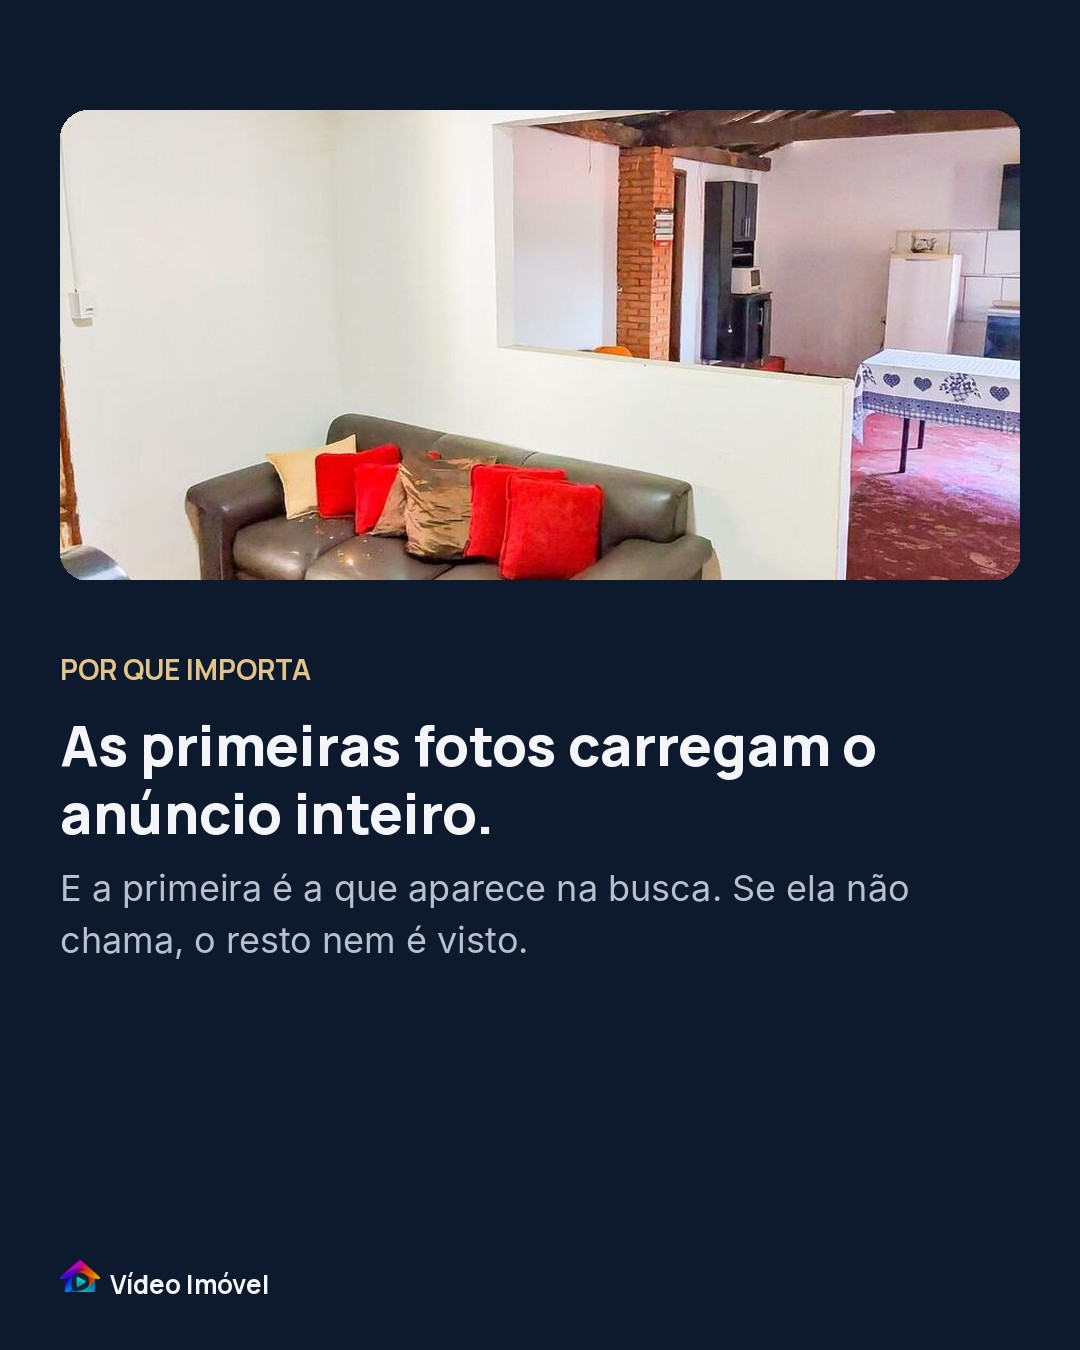 POR QUE IMPORTA
As primeiras fotos carregam o
anúncio inteiro.
E a primeira é a que aparece na busca. Se ela não
chama, o resto nem é visto.
Vídeo Imóvel